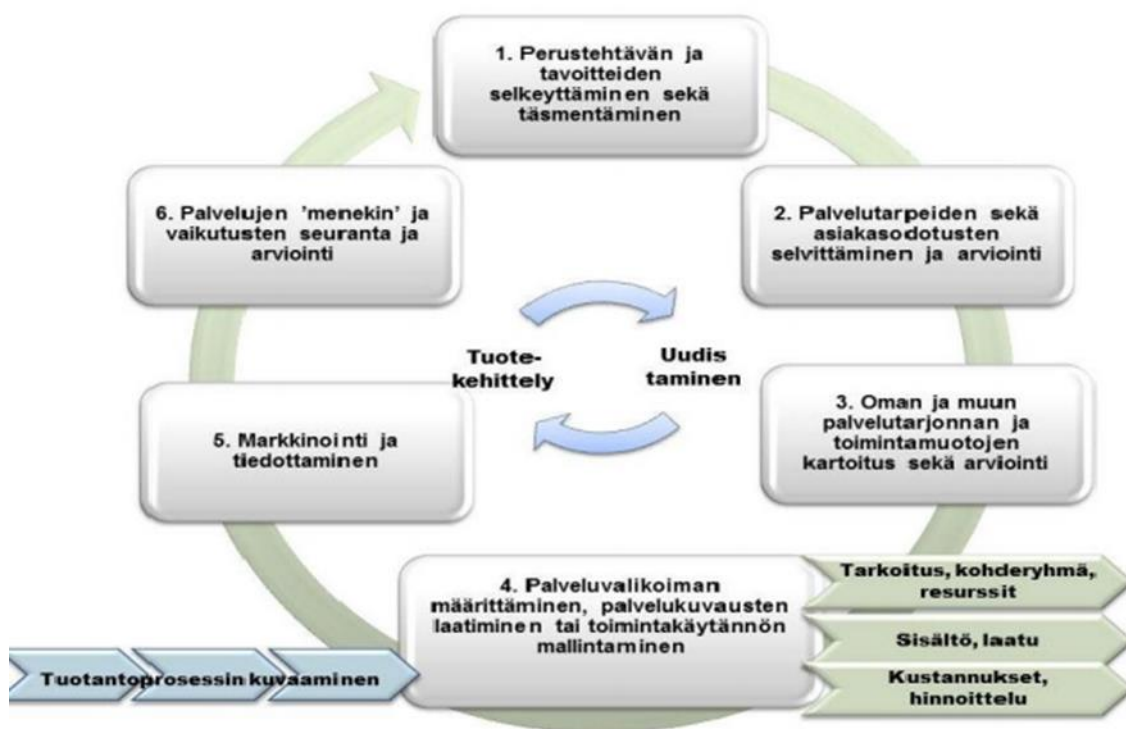 1. Perustehtävän ja
tavoitteiden
selkeyttäminen sekä
täsmentäminen
2. Palvelutarpeiden sekä
asiakasodotusten
selvittäminen ja arviointi
3. Oman ja muun
palvelutarjonnan ja
toimintamuotojen
kartoitus sekä arviointi
4. Palveluvalikoiman
määrittäminen, palvelukuvausten
laatiminen tai toimintakäytännön
mallintaminen
Tarkoitus, kohderyhmä,
resurssit
Sisältö, laatu
Kustannukset,
hinnoittelu
Tuotantoprosessin kuvaaminen
5. Markkinointi ja
tiedottaminen
6. Palvelujen ’menekin’ ja
vaikutusten seuranta ja
arviointi
Tuote-
kehittely
Uudis
taminen